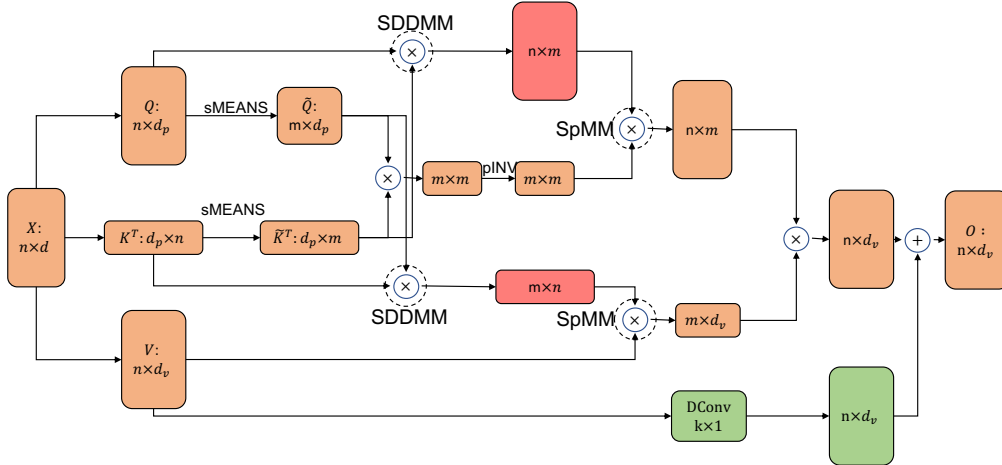 SDDMM
×
n×m
Q:
n×d_p
sMEANS
Q̃:
m×d_p
SpMM
×
n×m
×
m×m
pINV
m×m
X:
n×d
K^T: d_p×n
sMEANS
K̃^T: d_p×m
×
n×d_v
+
O :
n×d_v
×
SDDMM
m×n
SpMM
×
m×d_v
V:
n×d_v
DConv
k×1
n×d_v